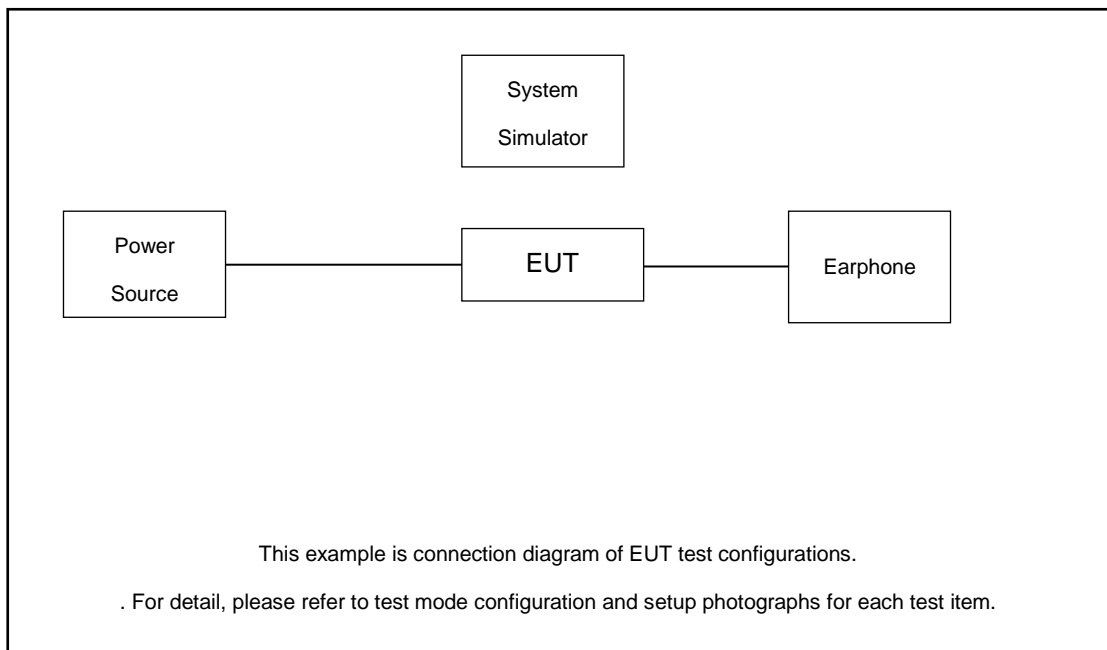 System
Simulator
Power
Source
EUT
Earphone
This example is connection diagram of EUT test configurations.
. For detail, please refer to test mode configuration and setup photographs for each test item.